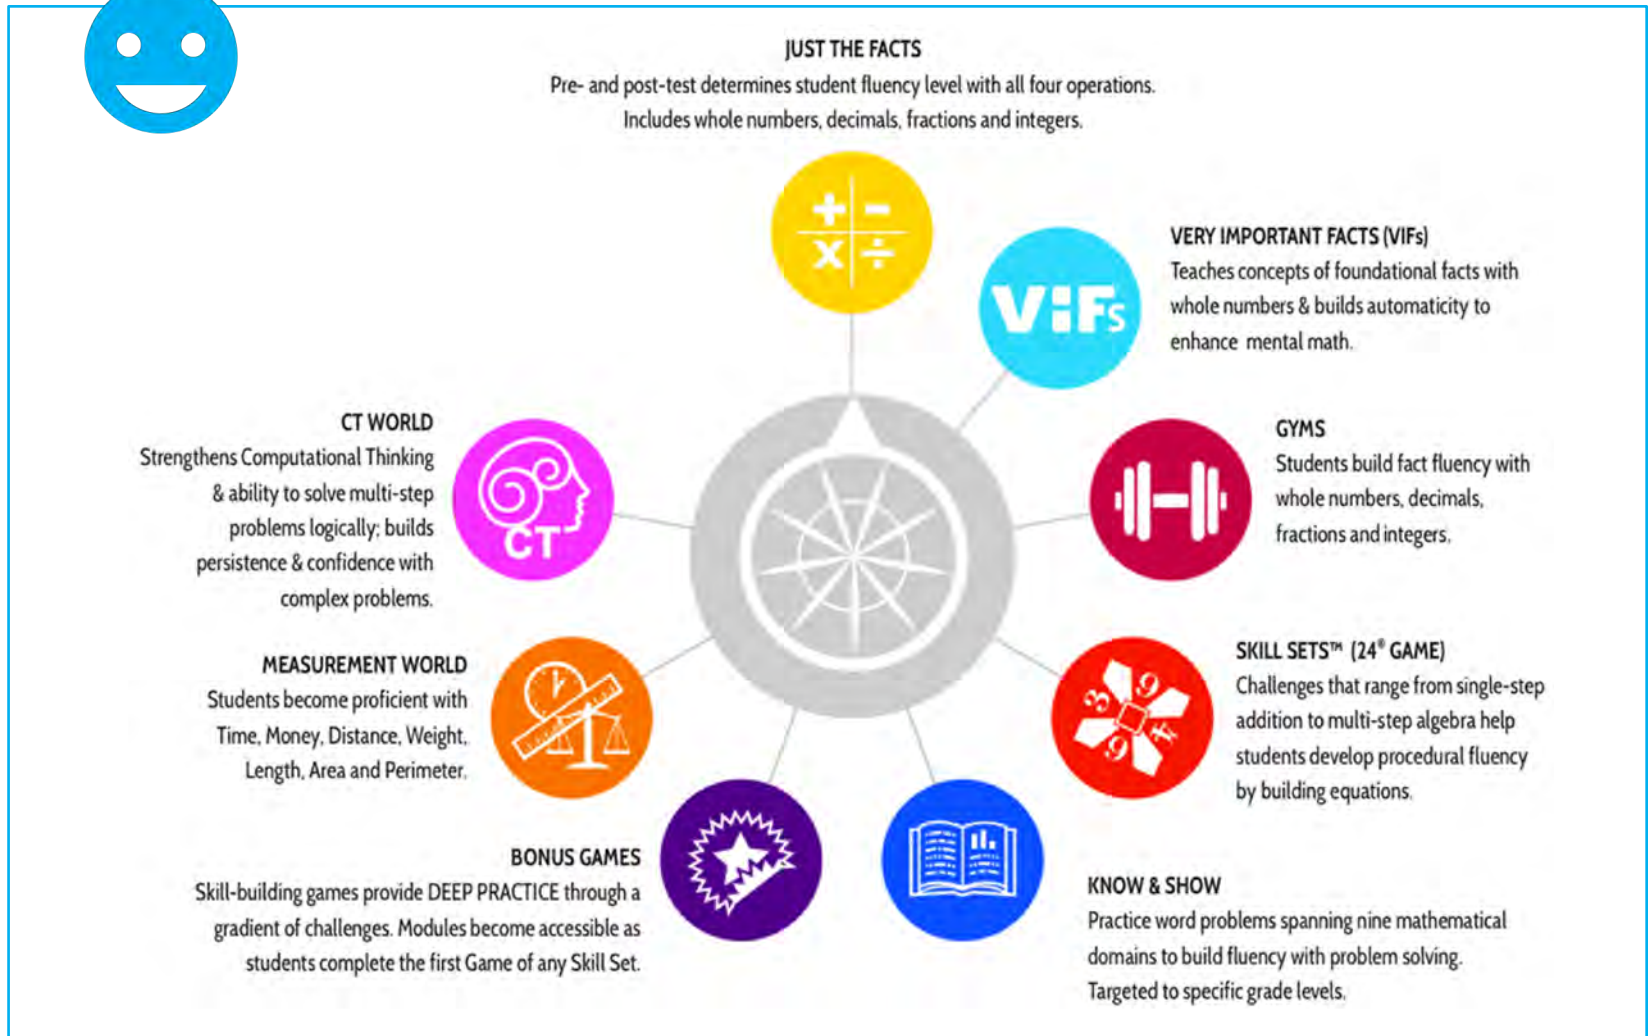 JUST THE FACTS
Pre- and post-test determines student fluency level with all four operations.
Includes whole numbers, decimals, fractions and integers.
+ -
x ÷
ViFs
VERY IMPORTANT FACTS (VIFs)
Teaches concepts of foundational facts with
whole numbers & builds automaticity to
enhance mental math.
GYMS
Students build fact fluency with
whole numbers, decimals,
fractions and integers.
SKILL SETS™ (24® GAME)
Challenges that range from single-step
addition to multi-step algebra help
students develop procedural fluency
by building equations.
3 9
6 4
KNOW & SHOW
Practice word problems spanning nine mathematical
domains to build fluency with problem solving.
Targeted to specific grade levels.
BONUS GAMES
Skill-building games provide DEEP PRACTICE through a
gradient of challenges. Modules become accessible as
students complete the first Game of any Skill Set.
MEASUREMENT WORLD
Students become proficient with
Time, Money, Distance, Weight,
Length, Area and Perimeter.
CT WORLD
Strengthens Computational Thinking
& ability to solve multi-step
problems logically; builds
persistence & confidence with
complex problems.
CT